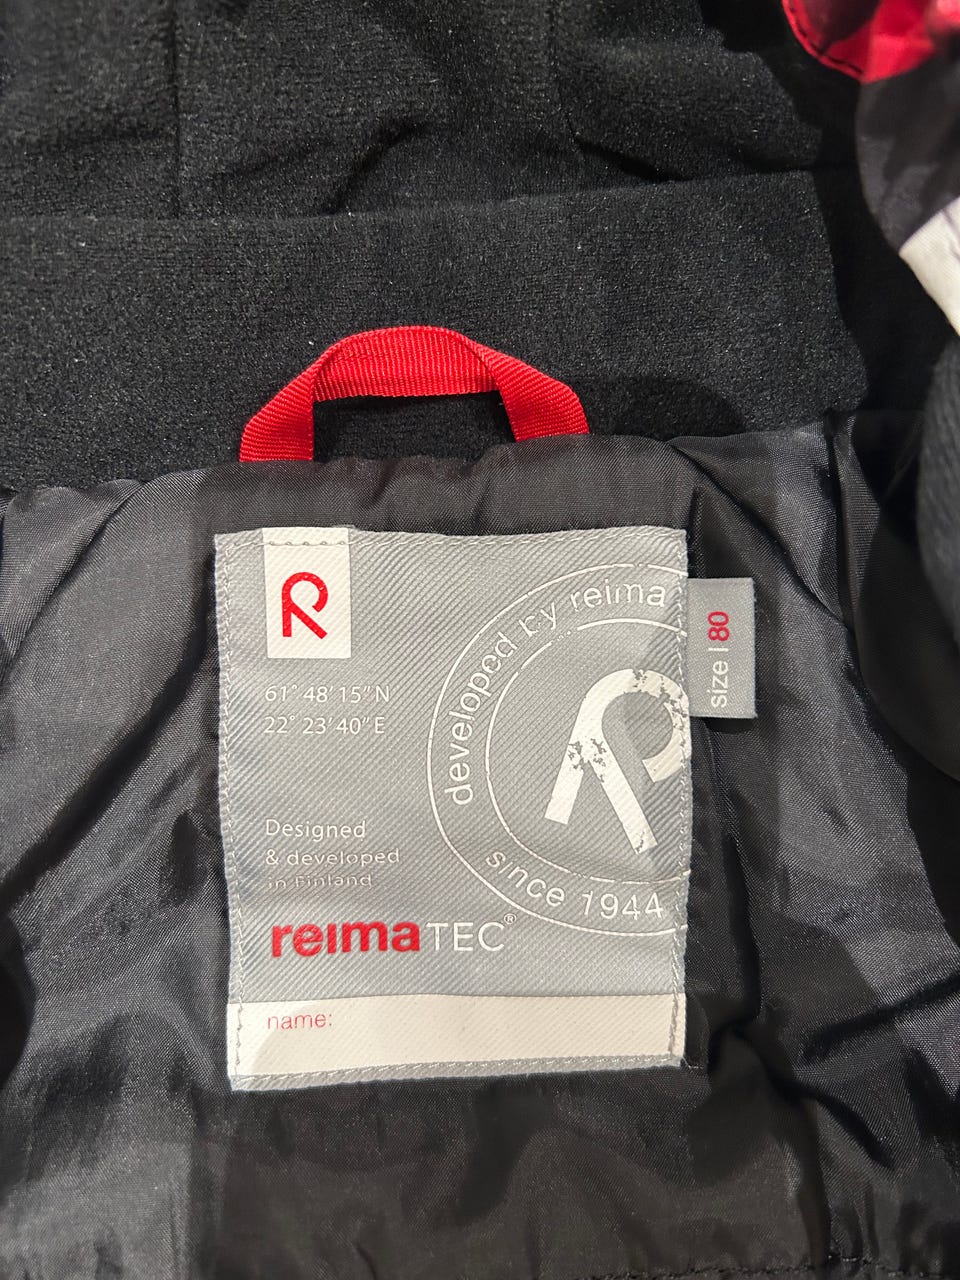 R
61° 48′ 15″ N
22° 23′ 40″ E
Designed
& developed
in Finland
reimaTEC®
name:
developed by reima
R
since 1944
size | 80